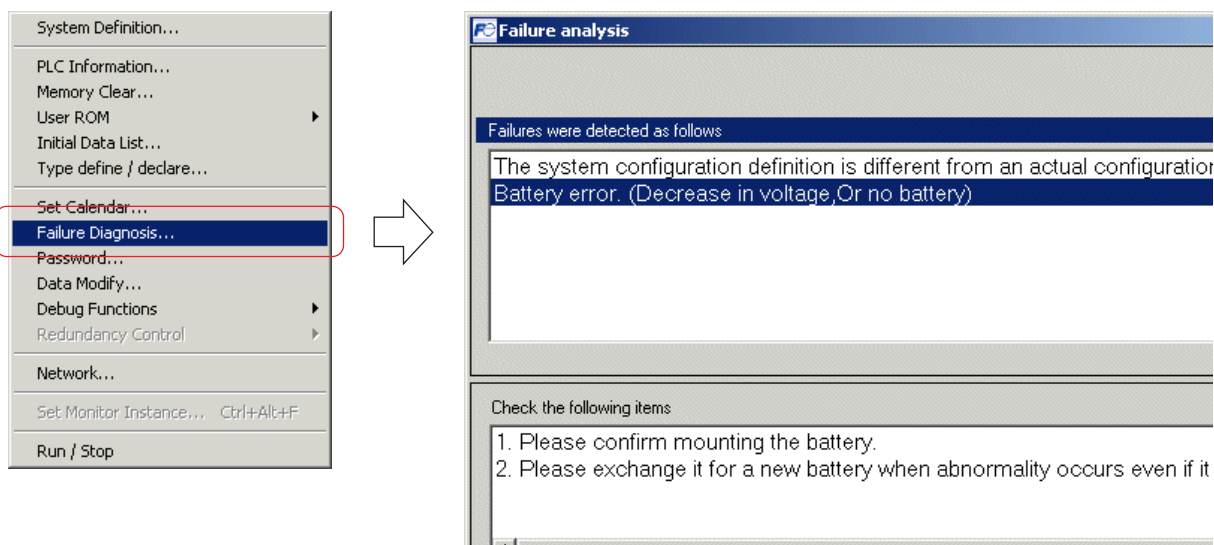 System Definition...
PLC Information...
Memory Clear...
User ROM
Initial Data List...
Type define / declare...
Set Calendar...
Failure Diagnosis...
Password...
Data Modify...
Debug Functions
Redundancy Control
Network...
Set Monitor Instance... Ctrl+Alt+F
Run / Stop
Failure analysis
Failures were detected as follows
The system configuration definition is different from an actual configuration
Battery error. (Decrease in voltage,Or no battery)
Check the following items
1. Please confirm mounting the battery.
2. Please exchange it for a new battery when abnormality occurs even if it